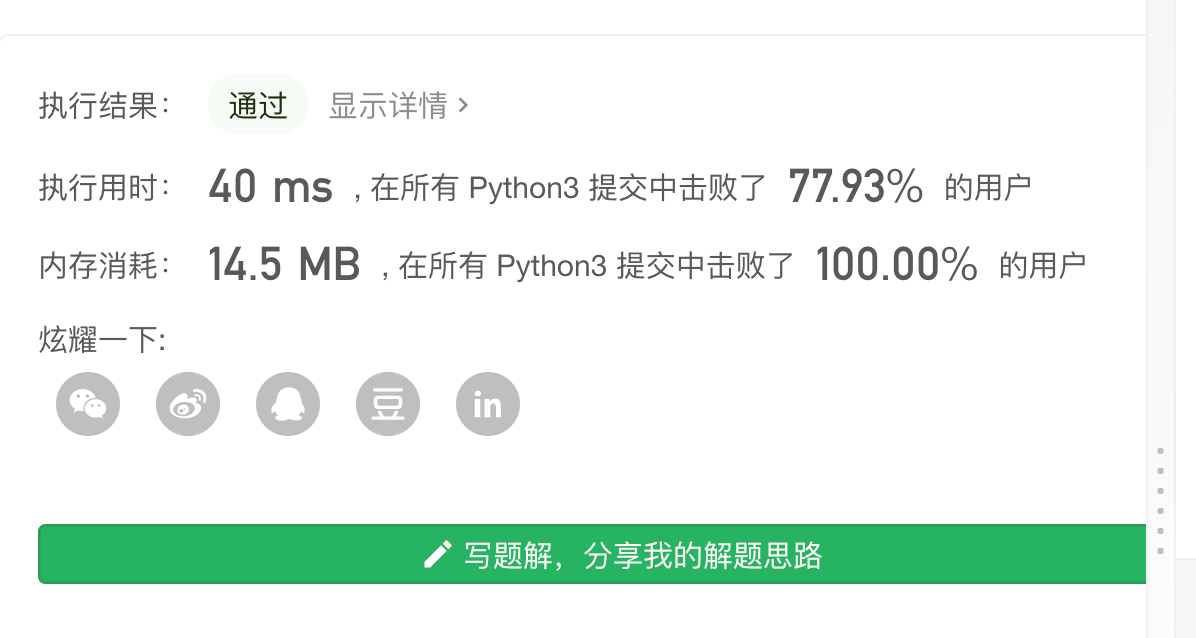 执行结果： 通过 显示详情 ›
执行用时： 40 ms , 在所有 Python3 提交中击败了 77.93% 的用户
内存消耗： 14.5 MB , 在所有 Python3 提交中击败了 100.00% 的用户
炫耀一下:
豆 in
写题解，分享我的解题思路